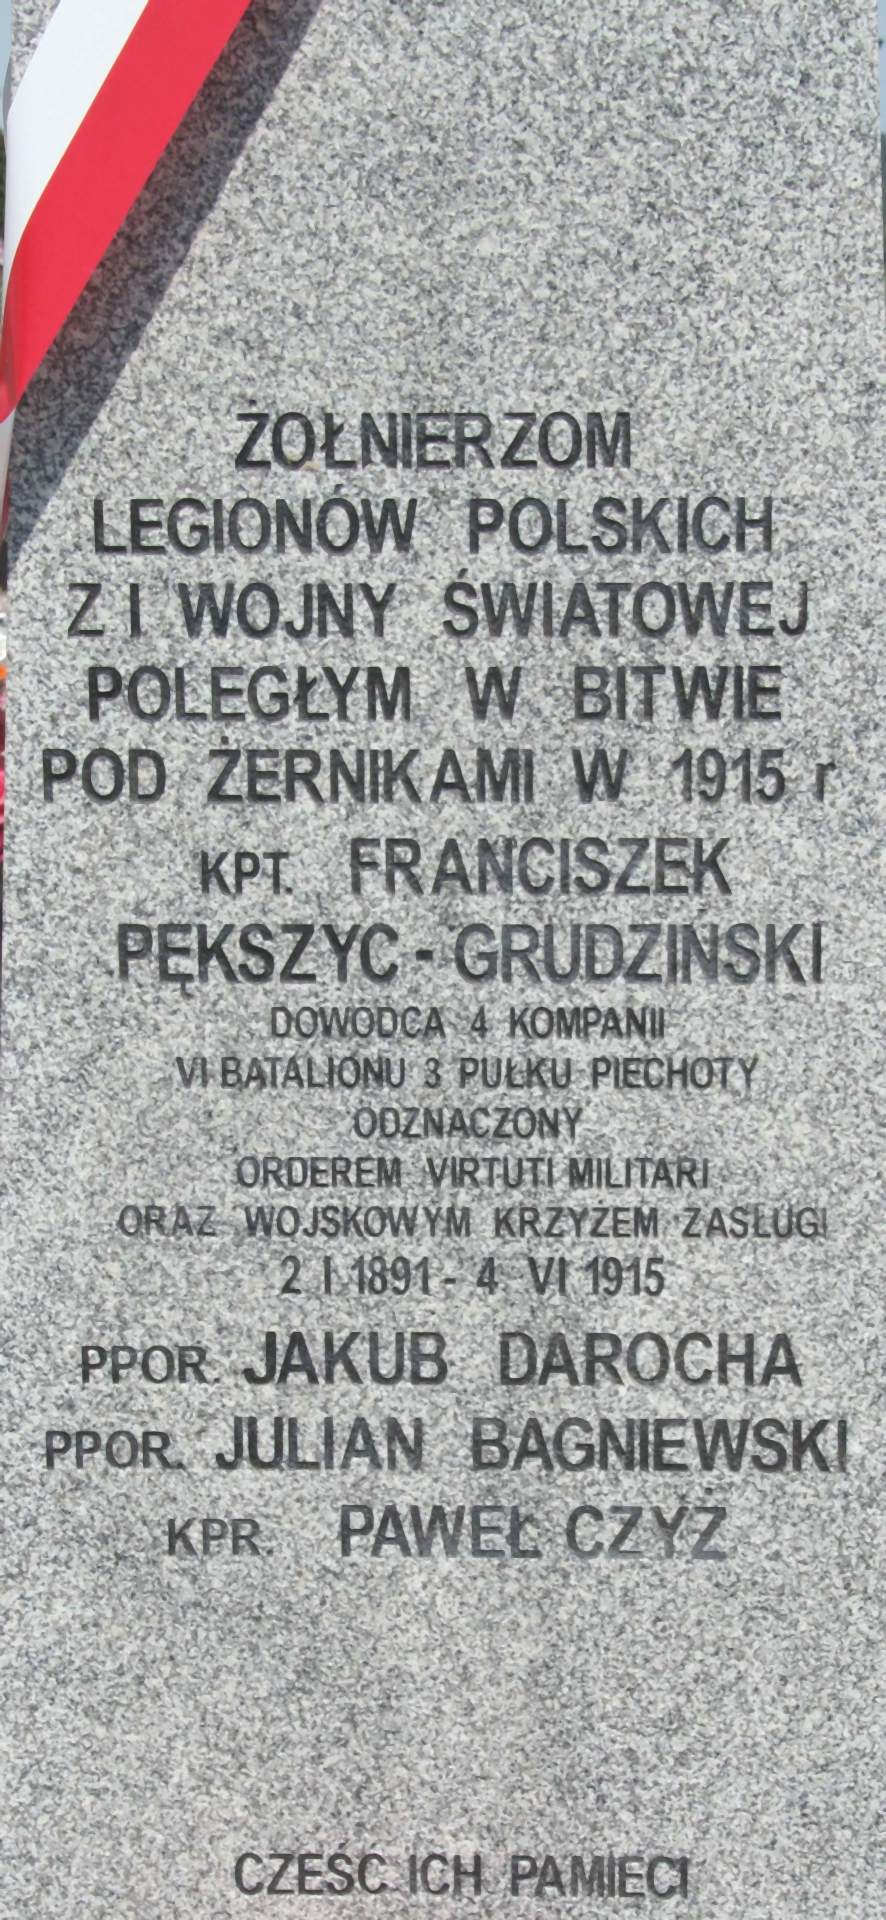 ŻOŁNIERZOM
LEGIONÓW POLSKICH
Z I WOJNY ŚWIATOWEJ
POLEGŁYM W BITWIE
POD ŻERNIKAMI W 1915 r
KPT. FRANCISZEK
PĘKSZYC - GRUDZIŃSKI
DOWÓDCA 4 KOMPANII
VI BATALIONU 3 PUŁKU PIECHOTY
ODZNACZONY
ORDEREM VIRTUTI MILITARI
ORAZ WOJSKOWYM KRZYŻEM ZASŁUGI
2 I 1891 - 4 VI 1915
PPOR. JAKUB DAROCHA
PPOR. JULIAN BAGNIEWSKI
KPR. PAWEŁ CZYŻ
CZEŚĆ ICH PAMIĘCI